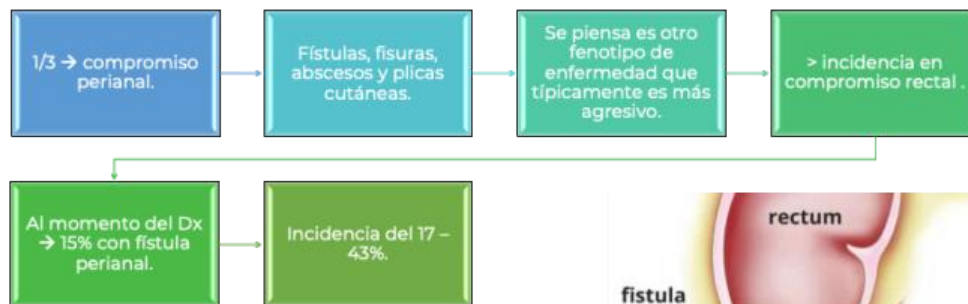 1/3 → compromiso
perianal.
Fístulas, fisuras,
abscesos y plicas
cutáneas.
Se piensa es otro
fenotipo de
enfermedad que
típicamente es más
agresivo.
> incidencia en
compromiso rectal .
Al momento del Dx
→ 15% con fístula
perianal.
Incidencia del 17 –
43%.
rectum
fistula